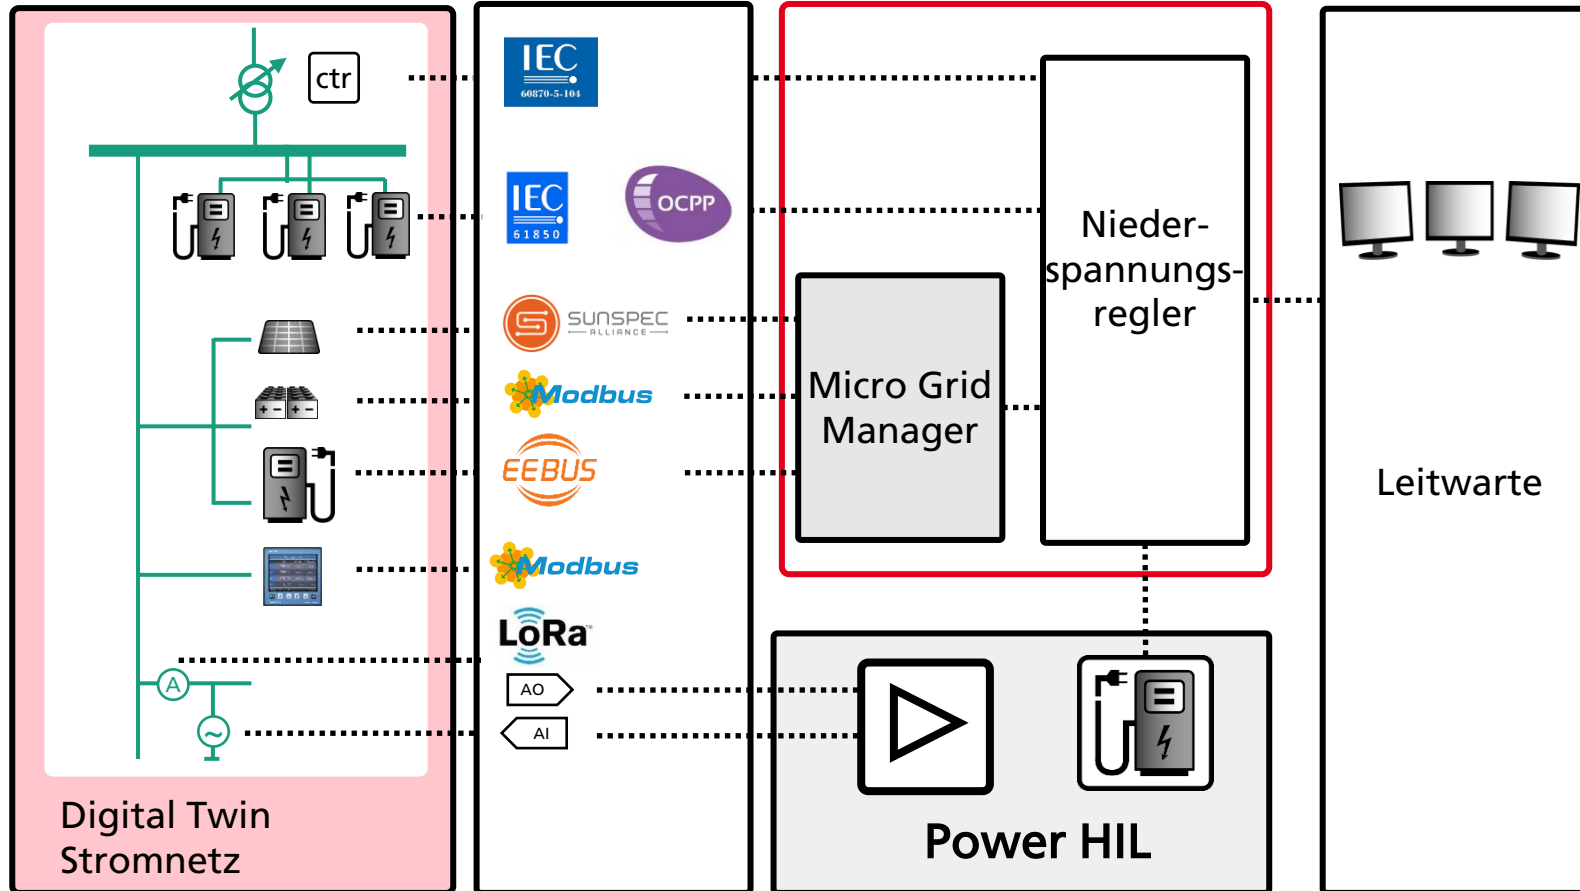 ctr
IEC
60870-5-104
IEC
61850
OCPP
SUNSPEC
ALLIANCE
Modbus
EEBUS
Modbus
LoRa™
AO
AI
A
Digital Twin
Stromnetz
Micro Grid
Manager
Nieder-
spannungs-
regler
Power HIL
Leitwarte